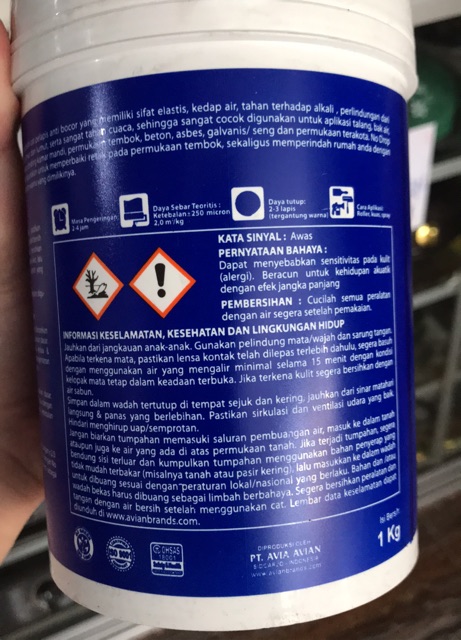 pelapis anti bocor yang memiliki sifat elastis, kedap air, tahan terhadap alkali , perlindungan dari
lumut, serta sangat tahan cuaca, sehingga sangat cocok digunakan untuk aplikasi talang, bak air,
kamar mandi, permukaan tembok, beton, asbes, galvanis/ seng dan permukaan terakota. No Drop
untuk memperbaiki retak pada permukaan tembok, sekaligus memperindah rumah anda dengan
yang dimilikinya.
Masa Pengeringan
2-4 jam
Daya Sebar Teoritis :
Ketebalan : 250 micron
2,0 m²/kg
Daya tutup:
2-3 lapis
(tergantung warna)
Cara Aplikasi
Roller, kuas, spray
KATA SINYAL : Awas
PERNYATAAN BAHAYA :
Dapat menyebabkan sensitivitas pada kulit
(alergi). Beracun untuk kehidupan akuatik
dengan efek jangka panjang
PEMBERSIHAN : Cucilah semua peralatan
dengan air segera setelah pemakaian.
INFORMASI KESELAMATAN, KESEHATAN DAN LINGKUNGAN HIDUP
Jauhkan dari jangkauan anak-anak. Gunakan pelindung mata/wajah dan sarung tangan.
Apabila terkena mata, pastikan lensa kontak telah dilepas terlebih dahulu, segera basuh
dengan menggunakan air yang mengalir minimal selama 15 menit dengan kondisi
kelopak mata tetap dalam keadaan terbuka. Jika terkena kulit segera bersihkan dengan
air sabun.
Simpan dalam wadah tertutup di tempat sejuk dan kering, jauhkan dari sinar matahari
langsung & panas yang berlebihan. Pastikan sirkulasi dan ventilasi udara yang baik.
Hindari menghirup uap/semprotan.
Jangan biarkan tumpahan memasuki saluran pembuangan air, masuk ke dalam tanah
ataupun juga ke air yang ada di atas permukaan tanah. Jika terjadi tumpahan, segera
bendung sisi terluar dan kumpulkan tumpahan menggunakan bahan penyerap yang
tidak mudah terbakar (misalnya tanah atau pasir kering), lalu masukkan ke dalam wadah
untuk dibuang sesuai dengan peraturan lokal/nasional yang berlaku. Bahan dan/atau
wadah bekas harus dibuang sebagai limbah berbahaya. Segera bersihkan peralatan dan
tangan dengan air bersih setelah menggunakan cat. Lembar data keselamatan dapat
diunduh di www.avianbrands.com.
OHSAS
18001
DIPRODUKSI OLEH
PT. AVIA AVIAN
SIDOARJO - INDONESIA
www.avianbrands.com
Isi Bersih
1 Kg